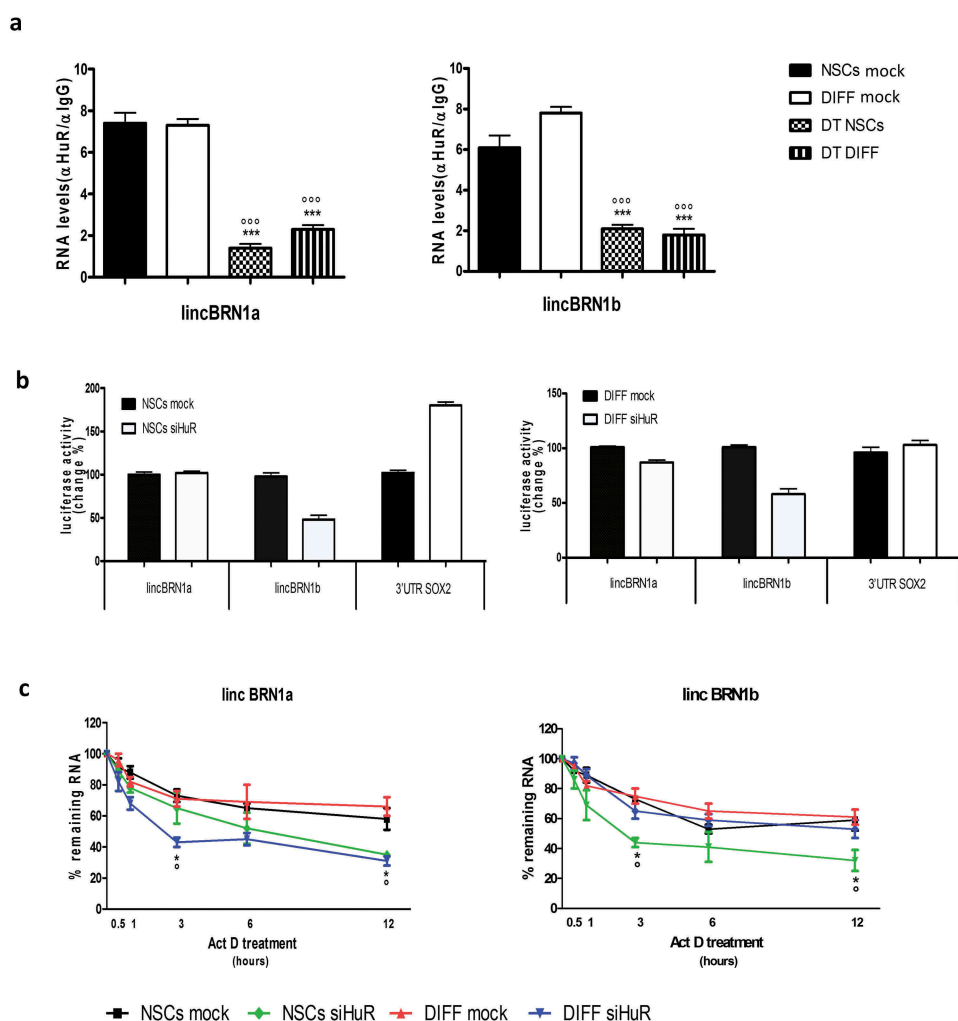 a
RNA levels(αHuR/αIgG)
10
8
6
4
2
0
°°°
***
°°°
***
lincBRN1a
RNA levels(αHuR/αIgG)
10
8
6
4
2
0
°°°
***
°°°
***
lincBRN1b
NSCs mock
DIFF mock
DT NSCs
DT DIFF
b
luciferase activity
(change %)
200
150
100
50
0
NSCs mock
NSCs siHuR
lincBRN1a
lincBRN1b
3'UTR SOX2
luciferase activity
(change %)
150
100
50
0
DIFF mock
DIFF siHuR
lincBRN1a
lincBRN1b
3'UTR SOX2
c
linc BRN1a
% remaining RNA
120
100
80
60
40
20
0
*
°
*
°
0.5 1 3 6 12
Act D treatment
(hours)
linc BRN1b
% remaining RNA
120
100
80
60
40
20
0
*
°
*
°
0.5 1 3 6 12
Act D treatment
(hours)
NSCs mock NSCs siHuR DIFF mock DIFF siHuR